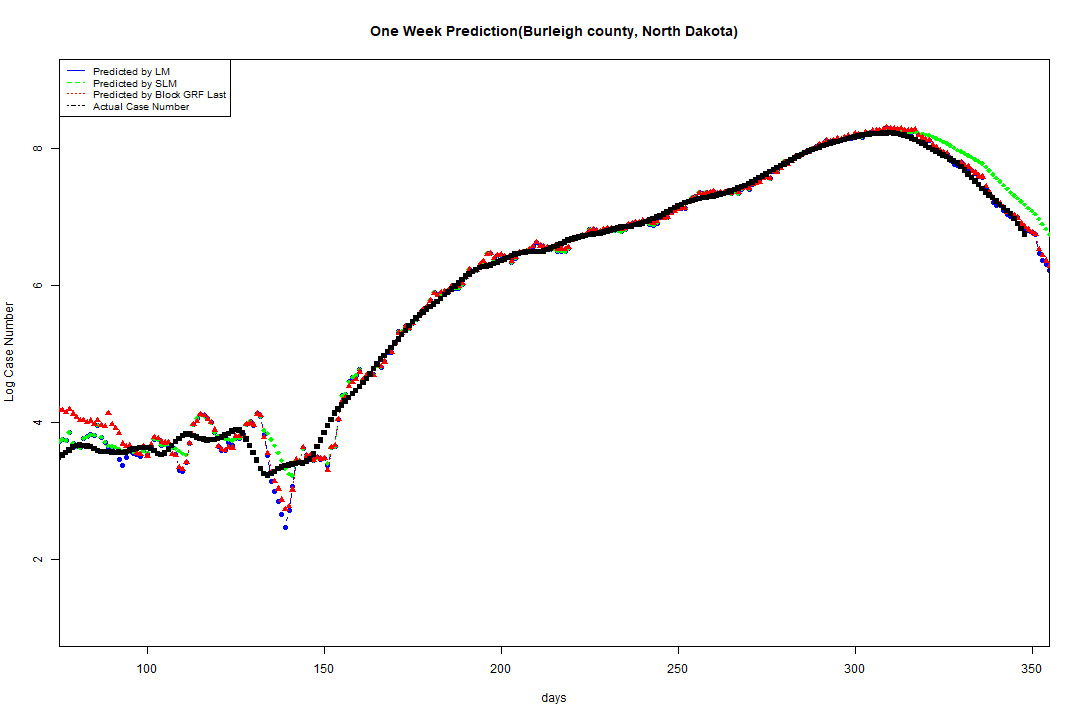 One Week Prediction(Burleigh county, North Dakota)
Predicted by LM
Predicted by SLM
Predicted by Block GRF Last
Actual Case Number
8
6
4
2
Log Case Number
100 150 200 250 300 350
days